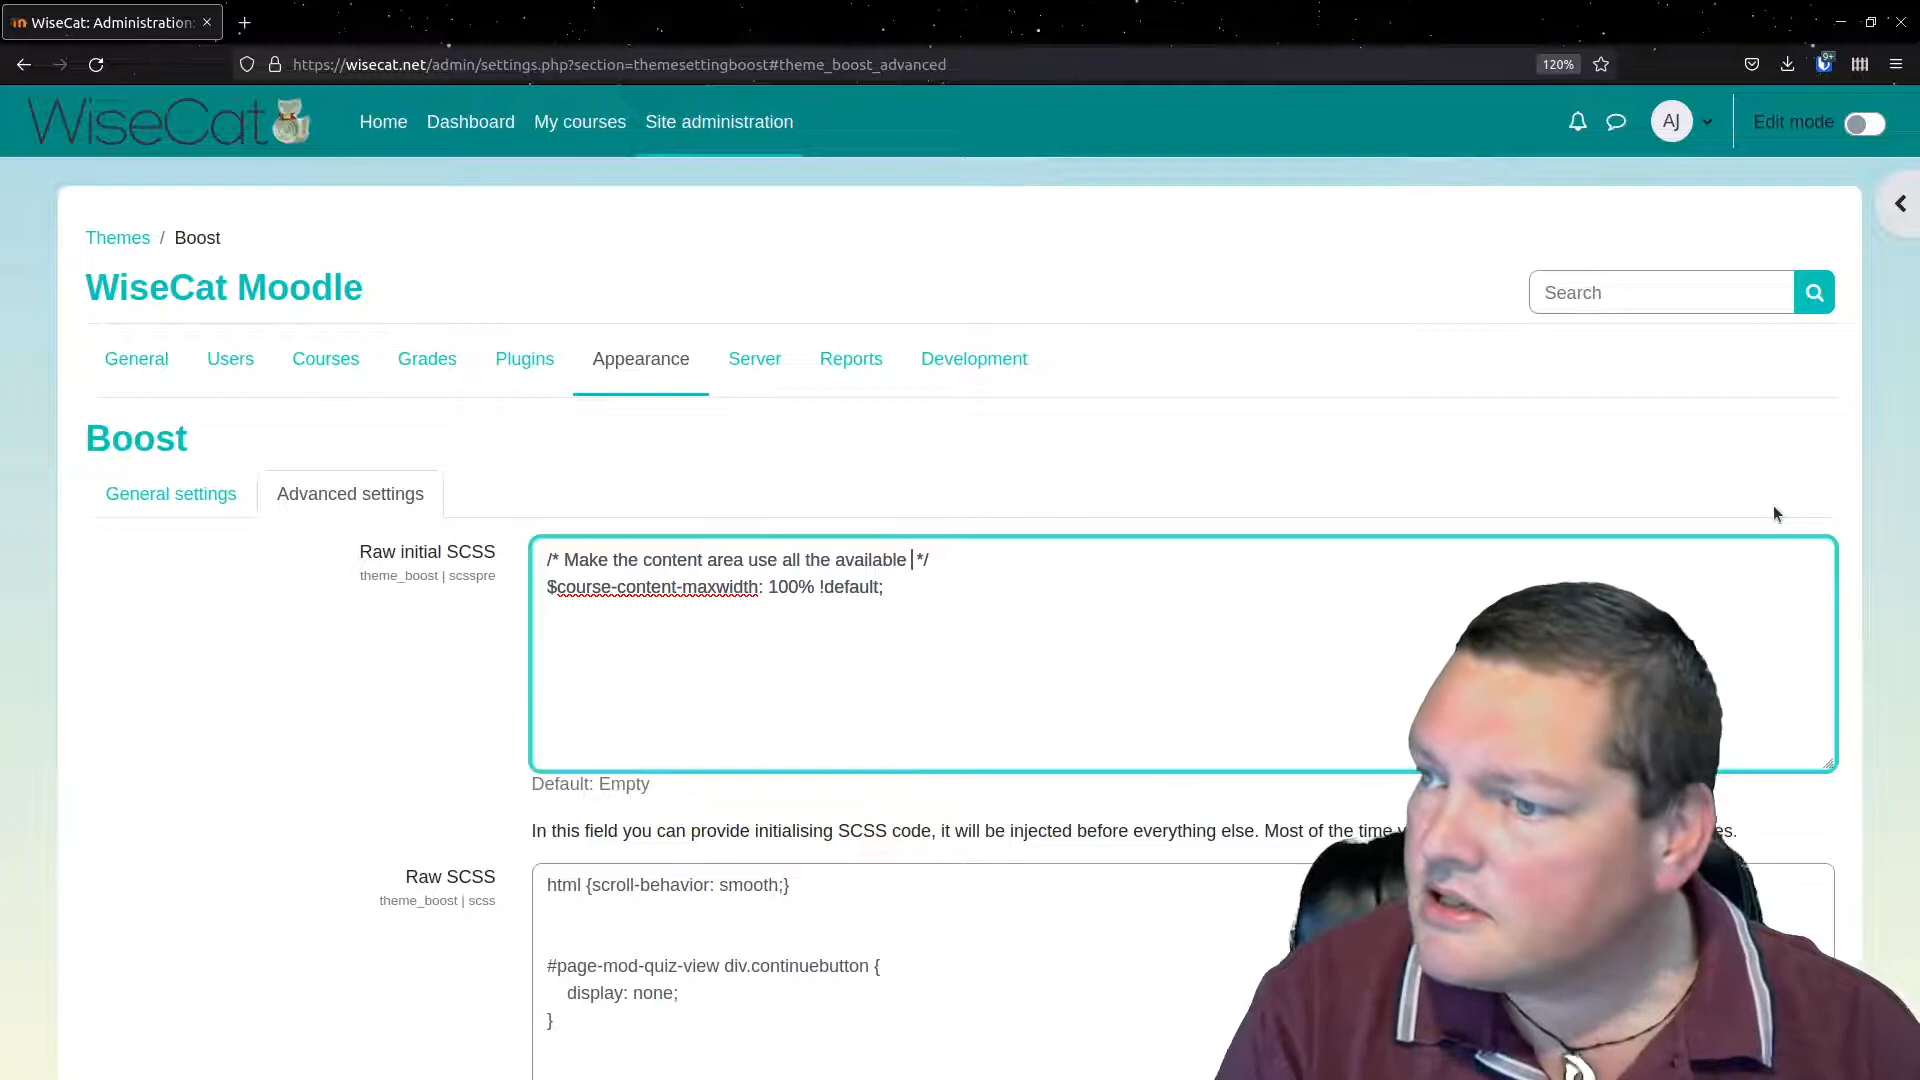 WiseCat: Administration:
https://wisecat.net/admin/settings.php?section=themesettingboost#theme_boost_advanced
120%
9+
WiseCat
Home
Dashboard
My courses
Site administration
AJ
Edit mode
Themes / Boost
WiseCat Moodle
Search
General
Users
Courses
Grades
Plugins
Appearance
Server
Reports
Development
Boost
General settings
Advanced settings
Raw initial SCSS
theme_boost | scsspre
/* Make the content area use all the available */
$course-content-maxwidth: 100% !default;
Default: Empty
In this field you can provide initialising SCSS code, it will be injected before everything else. Most of the time
Raw SCSS
theme_boost | scss
html {scroll-behavior: smooth;}
#page-mod-quiz-view div.continuebutton {
display: none;
}